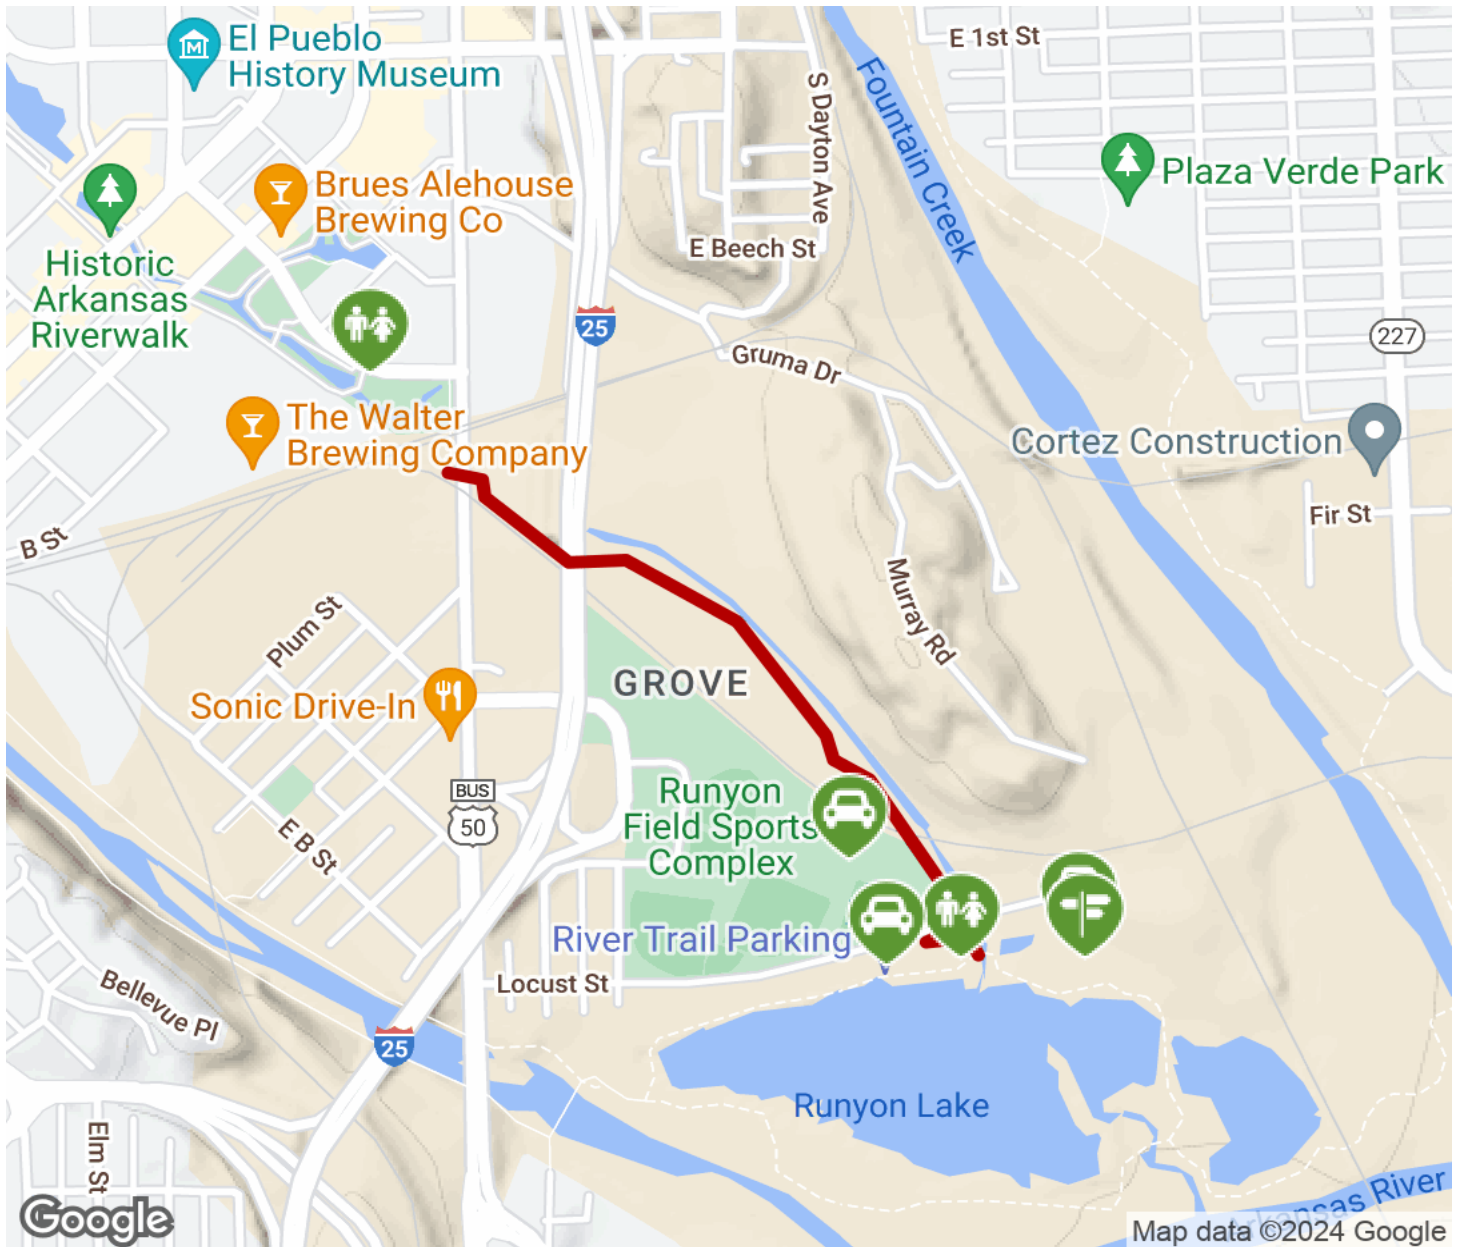 El Pueblo
History Museum
E 1st St
S Dayton Ave
Fountain Creek
Brues Alehouse
Brewing Co
Plaza Verde Park
E Beech St
Historic
Arkansas
Riverwalk
25
227
Gruma Dr
The Walter
Brewing Company
Cortez Construction
B St
Fir St
Murray Rd
Plum St
GROVE
Sonic Drive-In
BUS
50
Runyon
Field Sports
Complex
E B St
River Trail Parking
Locust St
Bellevue Pl
25
Runyon Lake
Elm St
Arkansas River
Google
Map data ©2024 Google